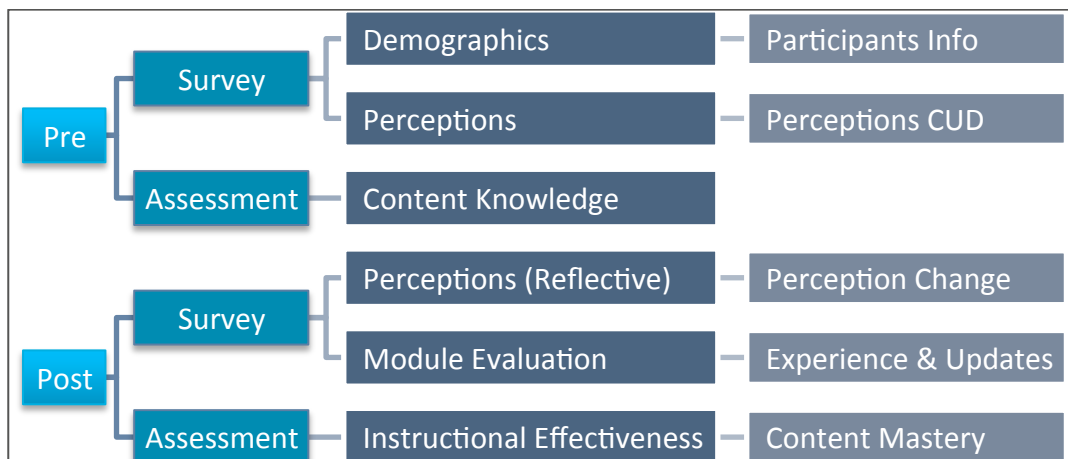 Demographics
Participants Info
Survey
Perceptions
Perceptions CUD
Pre
Assessment
Content Knowledge
Perceptions (Reflective)
Perception Change
Survey
Module Evaluation
Experience & Updates
Post
Assessment
Instructional Effectiveness
Content Mastery